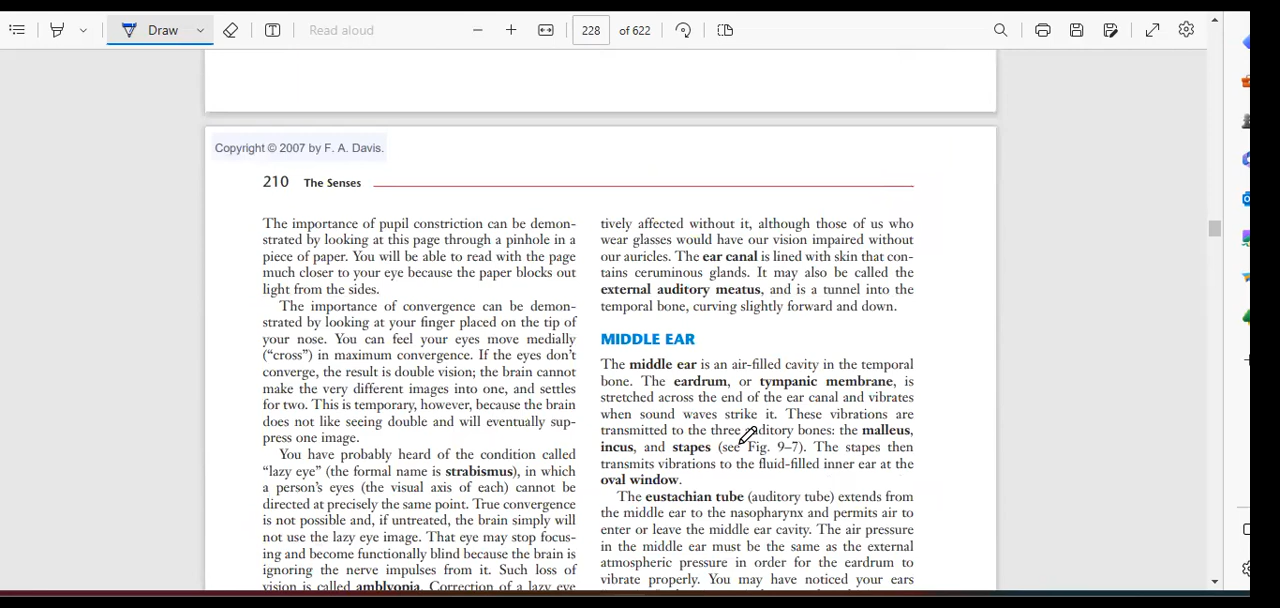 Draw
Read aloud
228 of 622
Copyright © 2007 by F. A. Davis.
210 The Senses
The importance of pupil constriction can be demon-
strated by looking at this page through a pinhole in a
piece of paper. You will be able to read with the page
much closer to your eye because the paper blocks out
light from the sides.
The importance of convergence can be demon-
strated by looking at your finger placed on the tip of
your nose. You can feel your eyes move medially
(“cross”) in maximum convergence. If the eyes don’t
converge, the result is double vision; the brain cannot
make the very different images into one, and settles
for two. This is temporary, however, because the brain
does not like seeing double and will eventually sup-
press one image.
You have probably heard of the condition called
“lazy eye” (the formal name is strabismus), in which
a person’s eyes (the visual axis of each) cannot be
directed at precisely the same point. True convergence
is not possible and, if untreated, the brain simply will
not use the lazy eye image. That eye may stop focus-
ing and become functionally blind because the brain is
ignoring the nerve impulses from it. Such loss of
vision is called amblyopia. Correction of a lazy eye
tively affected without it, although those of us who
wear glasses would have our vision impaired without
our auricles. The ear canal is lined with skin that con-
tains ceruminous glands. It may also be called the
external auditory meatus, and is a tunnel into the
temporal bone, curving slightly forward and down.
MIDDLE EAR
The middle ear is an air-filled cavity in the temporal
bone. The eardrum, or tympanic membrane, is
stretched across the end of the ear canal and vibrates
when sound waves strike it. These vibrations are
transmitted to the three auditory bones: the malleus,
incus, and stapes (see Fig. 9–7). The stapes then
transmits vibrations to the fluid-filled inner ear at the
oval window.
The eustachian tube (auditory tube) extends from
the middle ear to the nasopharynx and permits air to
enter or leave the middle ear cavity. The air pressure
in the middle ear must be the same as the external
atmospheric pressure in order for the eardrum to
vibrate properly. You may have noticed your ears